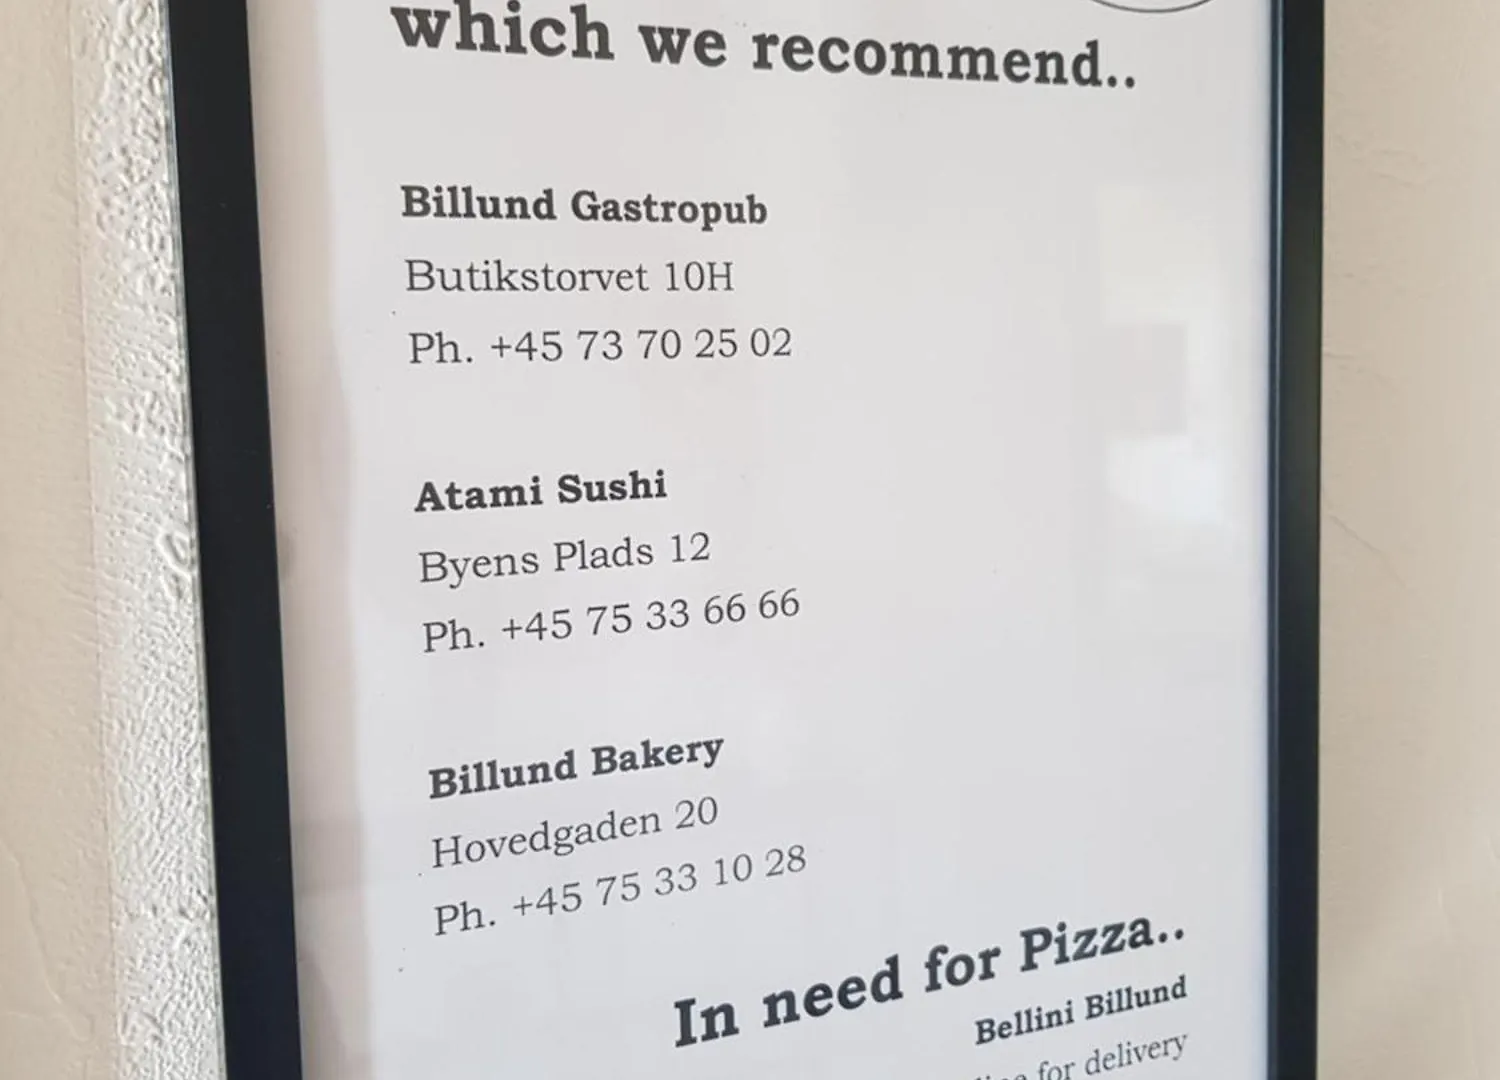 which we recommend..
Billund Gastropub
Butikstorvet 10H
Ph. +45 73 70 25 02
Atami Sushi
Byens Plads 12
Ph. +45 75 33 66 66
Billund Bakery
Hovedgaden 20
Ph. +45 75 33 10 28
In need for Pizza..
Bellini Billund
for delivery